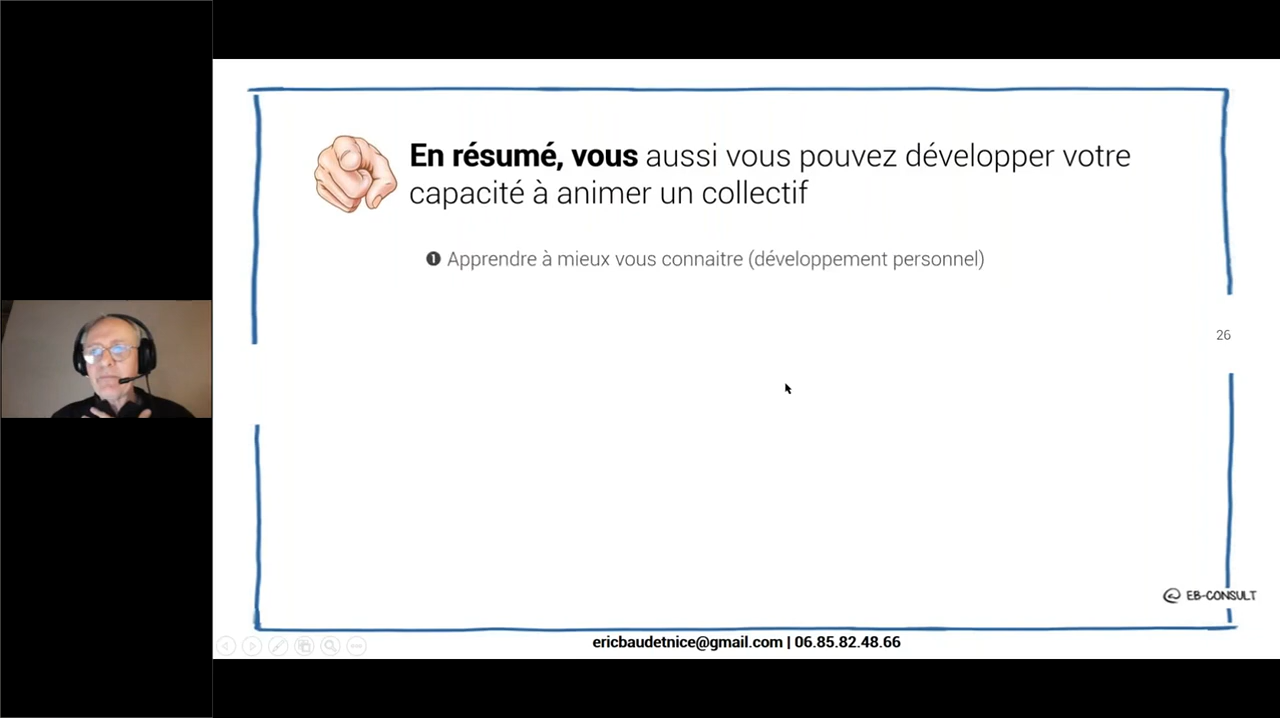 En résumé, vous aussi vous pouvez développer votre
capacité à animer un collectif
❶ Apprendre à mieux vous connaitre (développement personnel)
26
@ EB-CONSULT
ericbaudetnice@gmail.com | 06.85.82.48.66